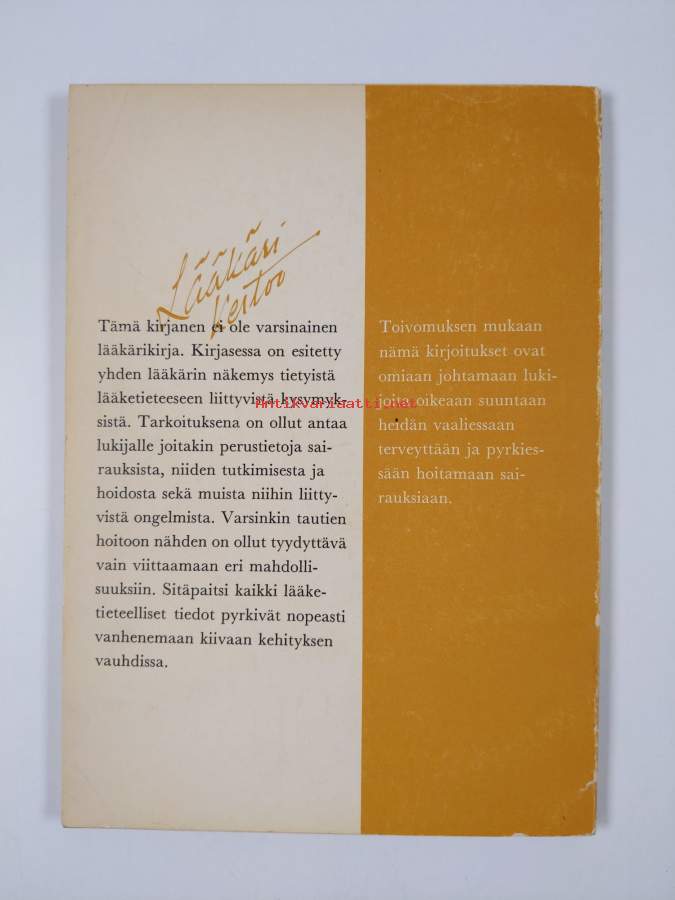 Lääkäri
kertoo
Tämä kirjanen ei ole varsinainen
lääkärikirja. Kirjasessa on esitetty
yhden lääkärin näkemys tietyistä
lääketieteeseen liittyvistä kysymyk-
sistä. Tarkoituksena on ollut antaa
lukijalle joitakin perustietoja sai-
rauksista, niiden tutkimisesta ja
hoidosta sekä muista niihin liitty-
vistä ongelmista. Varsinkin tautien
hoitoon nähden on ollut tyydyttävä
vain viittaamaan eri mahdolli-
suuksiin. Sitäpaitsi kaikki lääke-
tieteelliset tiedot pyrkivät nopeasti
vanhenemaan kiivaan kehityksen
vauhdissa.
Toivomuksen mukaan
nämä kirjoitukset ovat
omiaan johtamaan luki-
joita oikeaan suuntaan
heidän vaaliessaan
terveyttään ja pyrkies-
sään hoitamaan sai-
rauksiaan.
Antikvariaatti.net